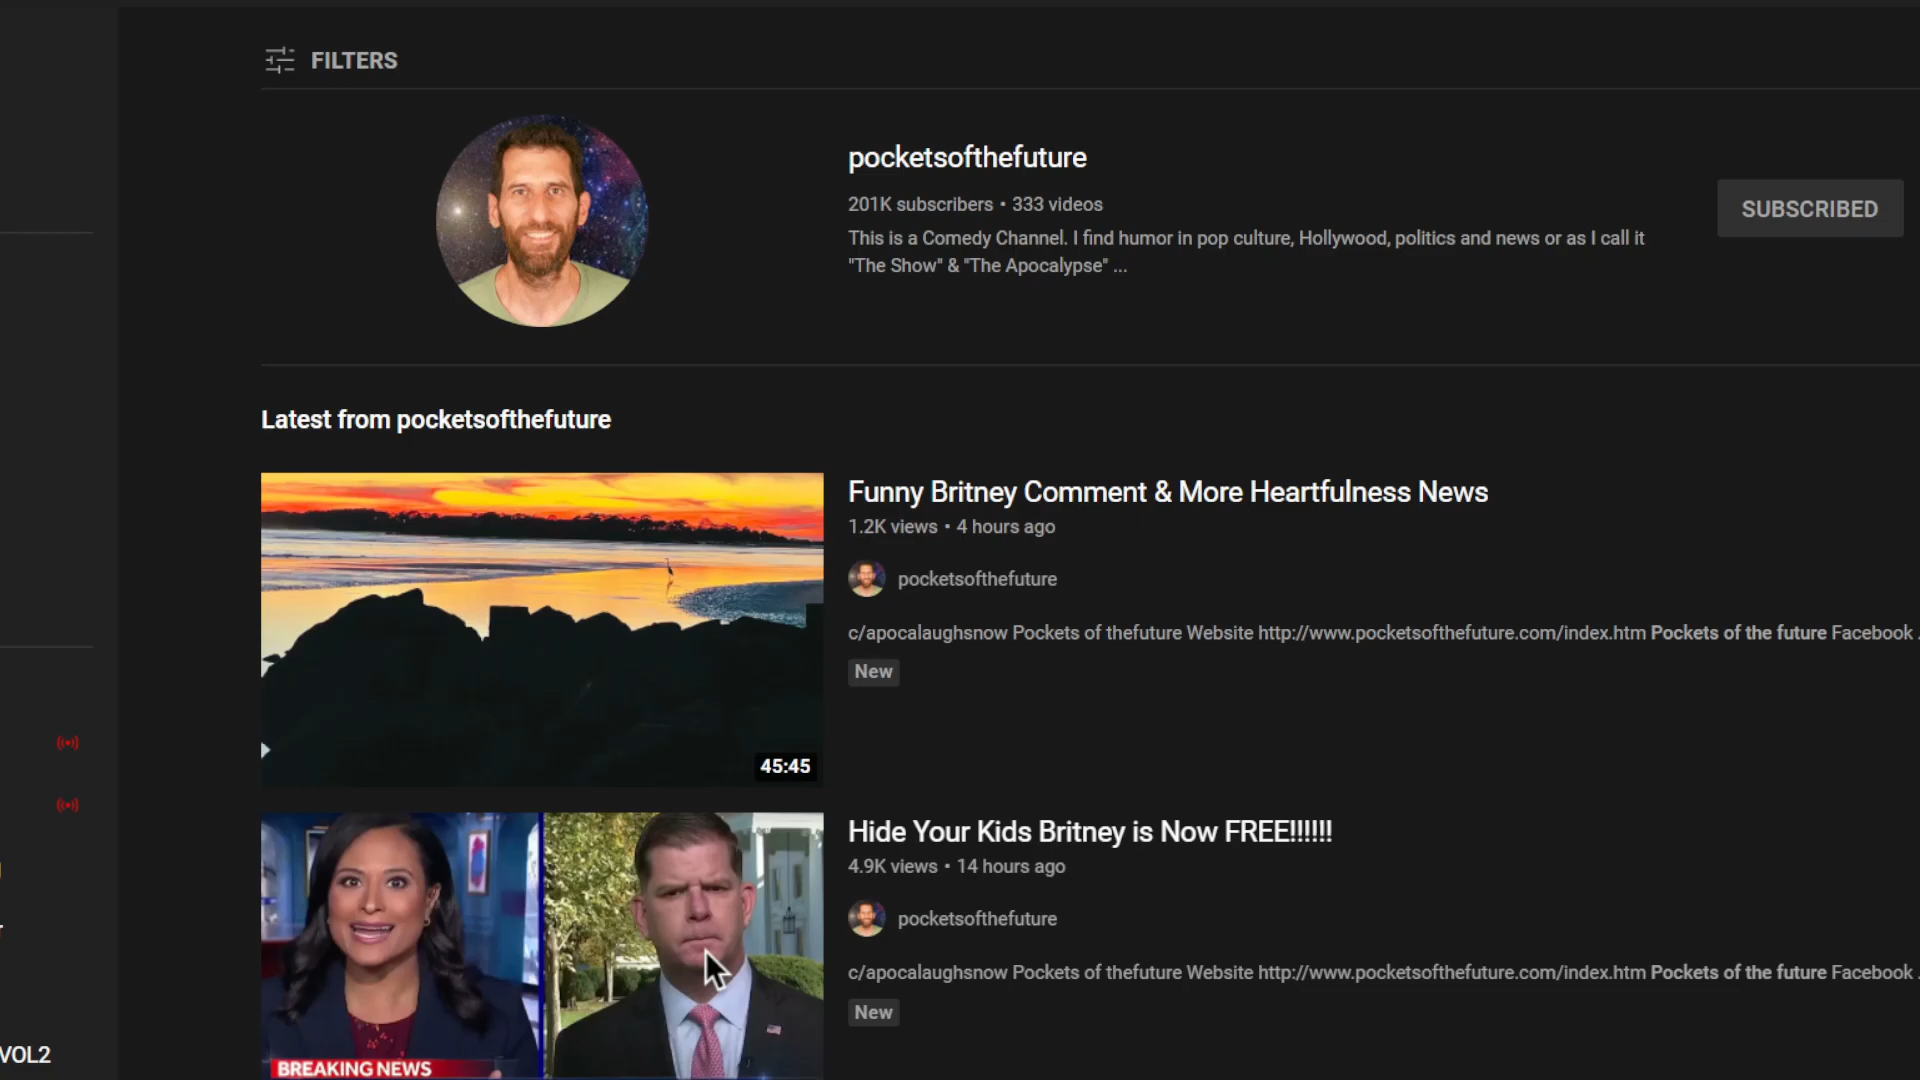 FILTERS
pocketsofthefuture
201K subscribers • 333 videos
This is a Comedy Channel. I find humor in pop culture, Hollywood, politics and news or as I call it
"The Show" & "The Apocalypse" ...
SUBSCRIBED
Latest from pocketsofthefuture
Funny Britney Comment & More Heartfulness News
1.2K views • 4 hours ago
pocketsofthefuture
c/apocalaughsnow Pockets of thefuture Website http://www.pocketsofthefuture.com/index.htm Pockets of the future Facebook
New
45:45
Hide Your Kids Britney is Now FREE!!!!!!
4.9K views • 14 hours ago
pocketsofthefuture
c/apocalaughsnow Pockets of thefuture Website http://www.pocketsofthefuture.com/index.htm Pockets of the future Facebook
New
BREAKING NEWS
VOL2